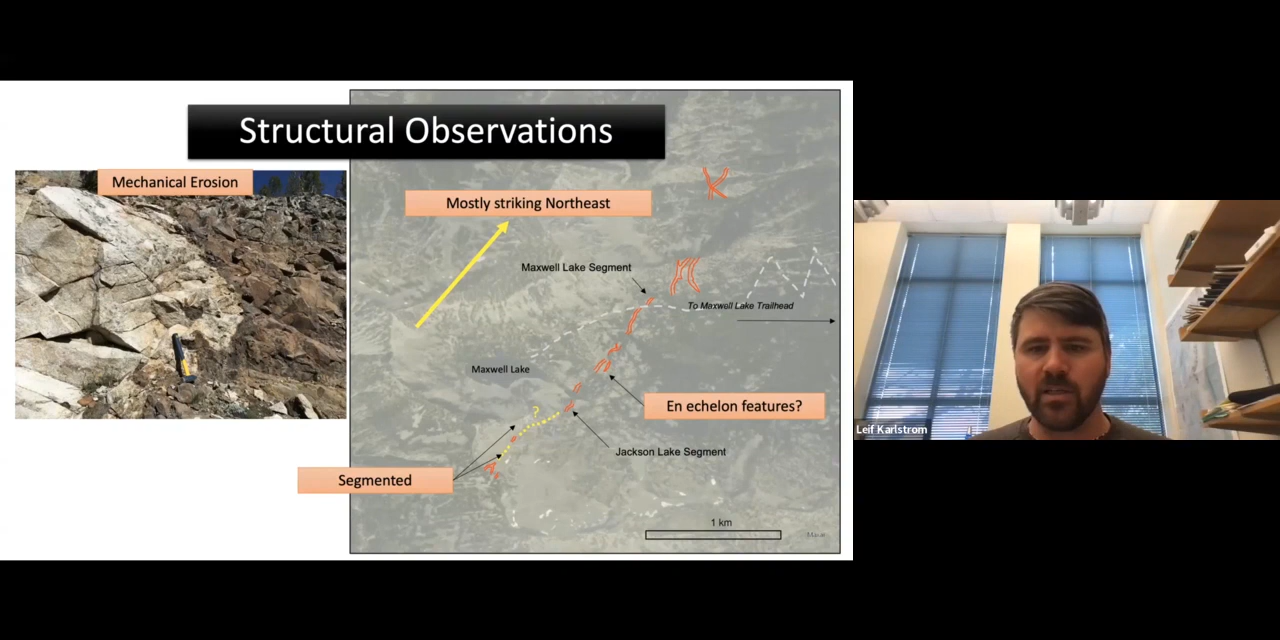 Structural Observations
Mechanical Erosion
Mostly striking Northeast
Maxwell Lake Segment
To Maxwell Lake Trailhead
Maxwell Lake
En echelon features?
?
Jackson Lake Segment
Segmented
1 km
Leif Karlstrom